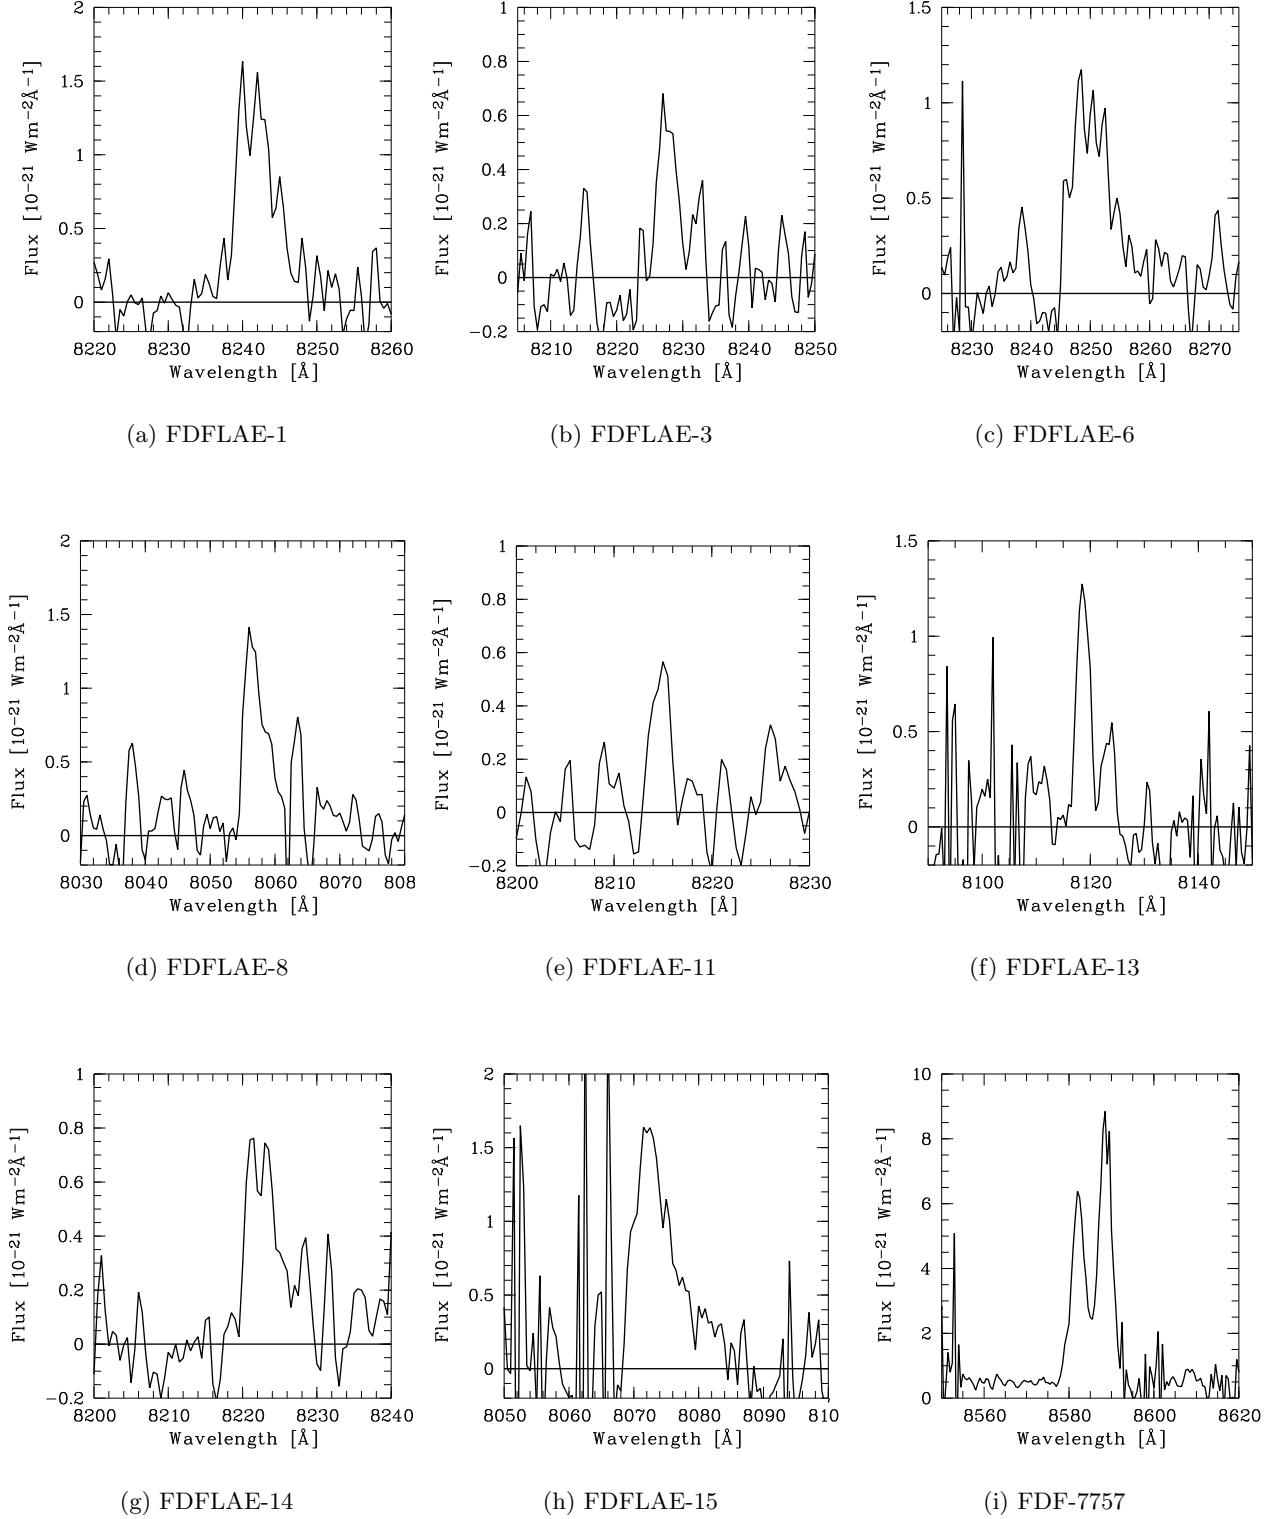 2
1.5
1
0.5
0
8220 8230 8240 8250 8260
Wavelength [Å]
Flux [10−21 Wm−2Å−1]
(a) FDFLAE-1
1
0.8
0.6
0.4
0.2
0
−0.2
8210 8220 8230 8240 8250
Wavelength [Å]
Flux [10−21 Wm−2Å−1]
(b) FDFLAE-3
1.5
1
0.5
0
8230 8240 8250 8260 8270
Wavelength [Å]
Flux [10−21 Wm−2Å−1]
(c) FDFLAE-6
2
1.5
1
0.5
0
8030 8040 8050 8060 8070 808
Wavelength [Å]
Flux [10−21 Wm−2Å−1]
(d) FDFLAE-8
1
0.8
0.6
0.4
0.2
0
−0.2
8200 8210 8220 8230
Wavelength [Å]
Flux [10−21 Wm−2Å−1]
(e) FDFLAE-11
1.5
1
0.5
0
8100 8120 8140
Wavelength [Å]
Flux [10−21 Wm−2Å−1]
(f) FDFLAE-13
1
0.8
0.6
0.4
0.2
0
−0.2
8200 8210 8220 8230 8240
Wavelength [Å]
Flux [10−21 Wm−2Å−1]
(g) FDFLAE-14
2
1.5
1
0.5
0
8050 8060 8070 8080 8090 810
Wavelength [Å]
Flux [10−21 Wm−2Å−1]
(h) FDFLAE-15
10
8
6
4
2
0
8560 8580 8600 8620
Wavelength [Å]
Flux [10−21 Wm−2Å−1]
(i) FDF-7757